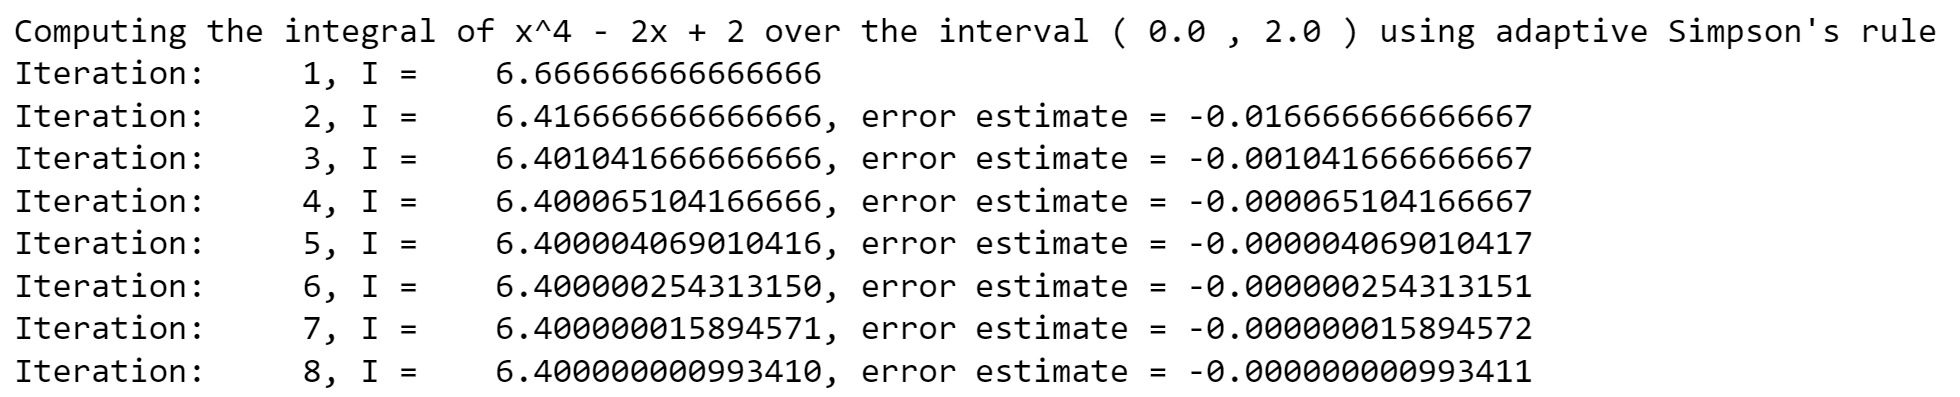 Computing the integral of x^4 - 2x + 2 over the interval ( 0.0 , 2.0 ) using adaptive Simpson's rule
Iteration:     1, I =    6.666666666666666
Iteration:     2, I =    6.416666666666666, error estimate = -0.016666666666667
Iteration:     3, I =    6.401041666666666, error estimate = -0.001041666666667
Iteration:     4, I =    6.400065104166666, error estimate = -0.000065104166667
Iteration:     5, I =    6.400004069010416, error estimate = -0.000004069010417
Iteration:     6, I =    6.400000254313150, error estimate = -0.000000254313151
Iteration:     7, I =    6.400000015894571, error estimate = -0.000000015894572
Iteration:     8, I =    6.400000000993410, error estimate = -0.000000000993411